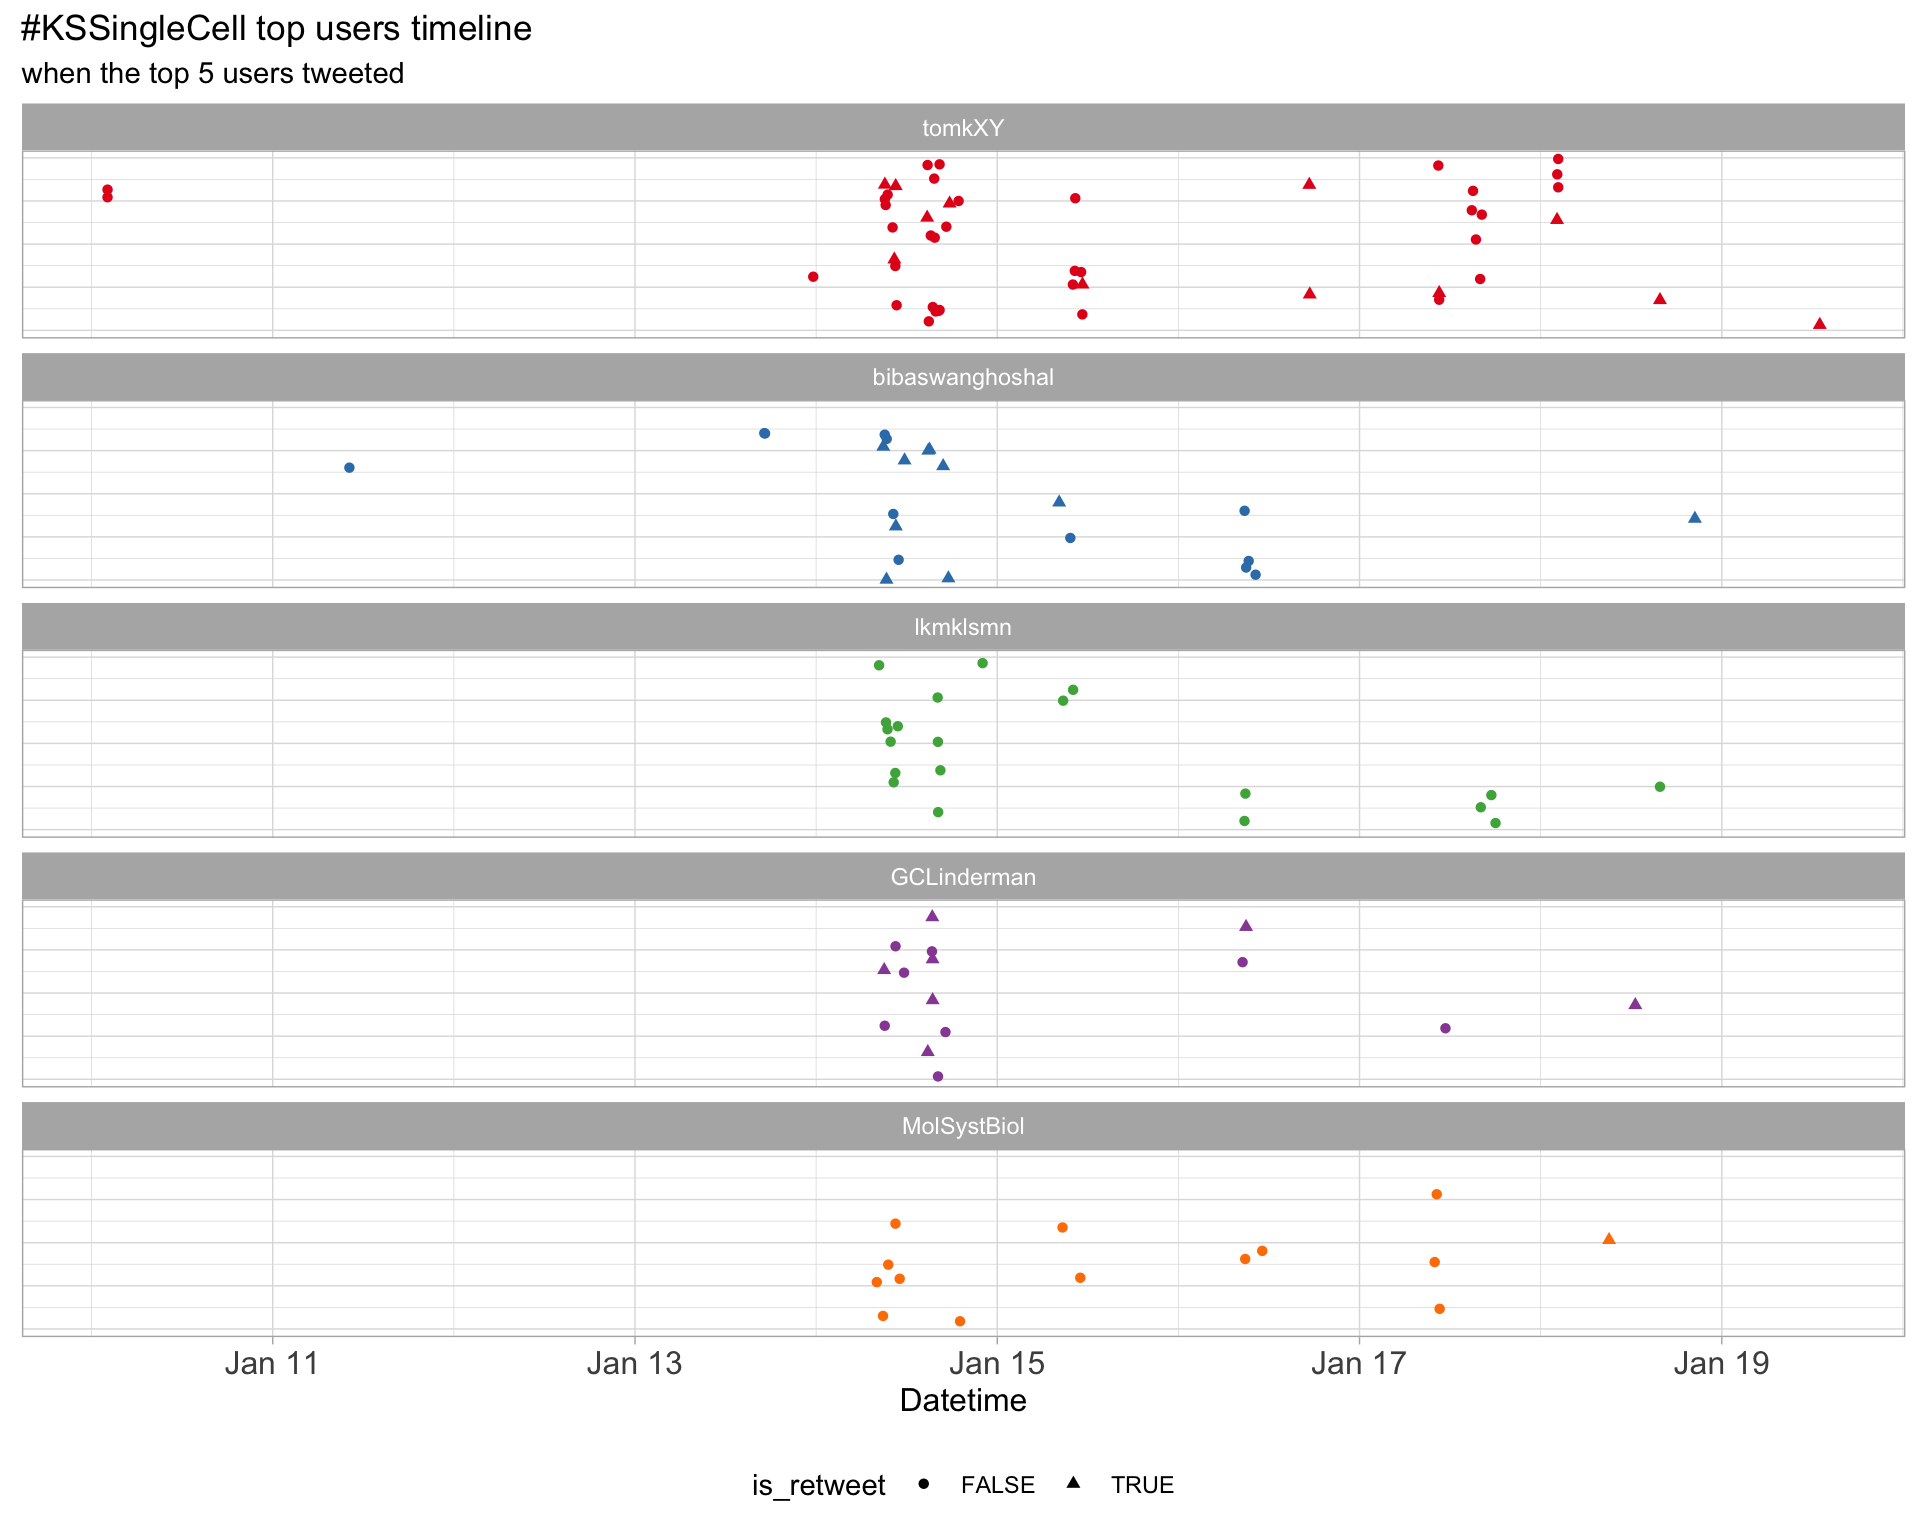 #KSSingleCell top users timeline
when the top 5 users tweeted
tomkXY
bibaswanghoshal
lkmklsmn
GCLinderman
MolSystBiol
Jan 11 Jan 13 Jan 15 Jan 17 Jan 19
Datetime
is_retweet FALSE TRUE